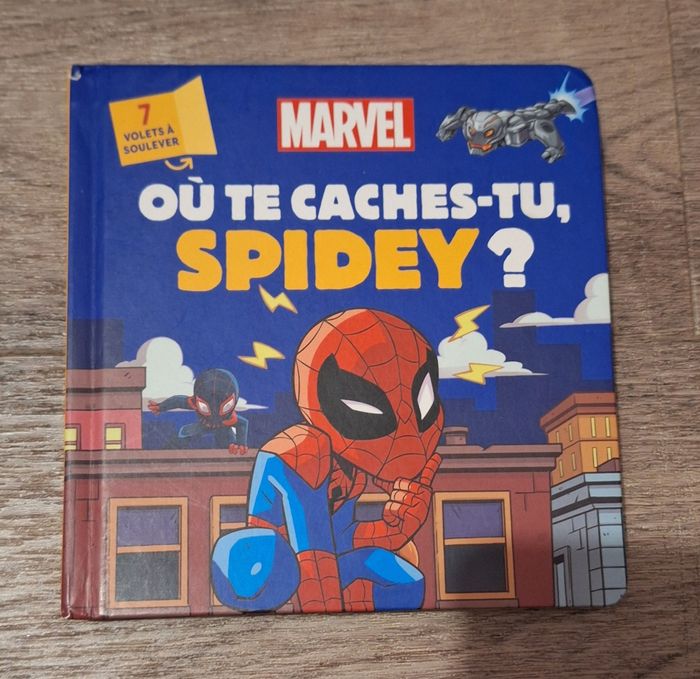 7
VOLETS À
SOULEVER
MARVEL
OÙ TE CACHES-TU,
SPIDEY ?